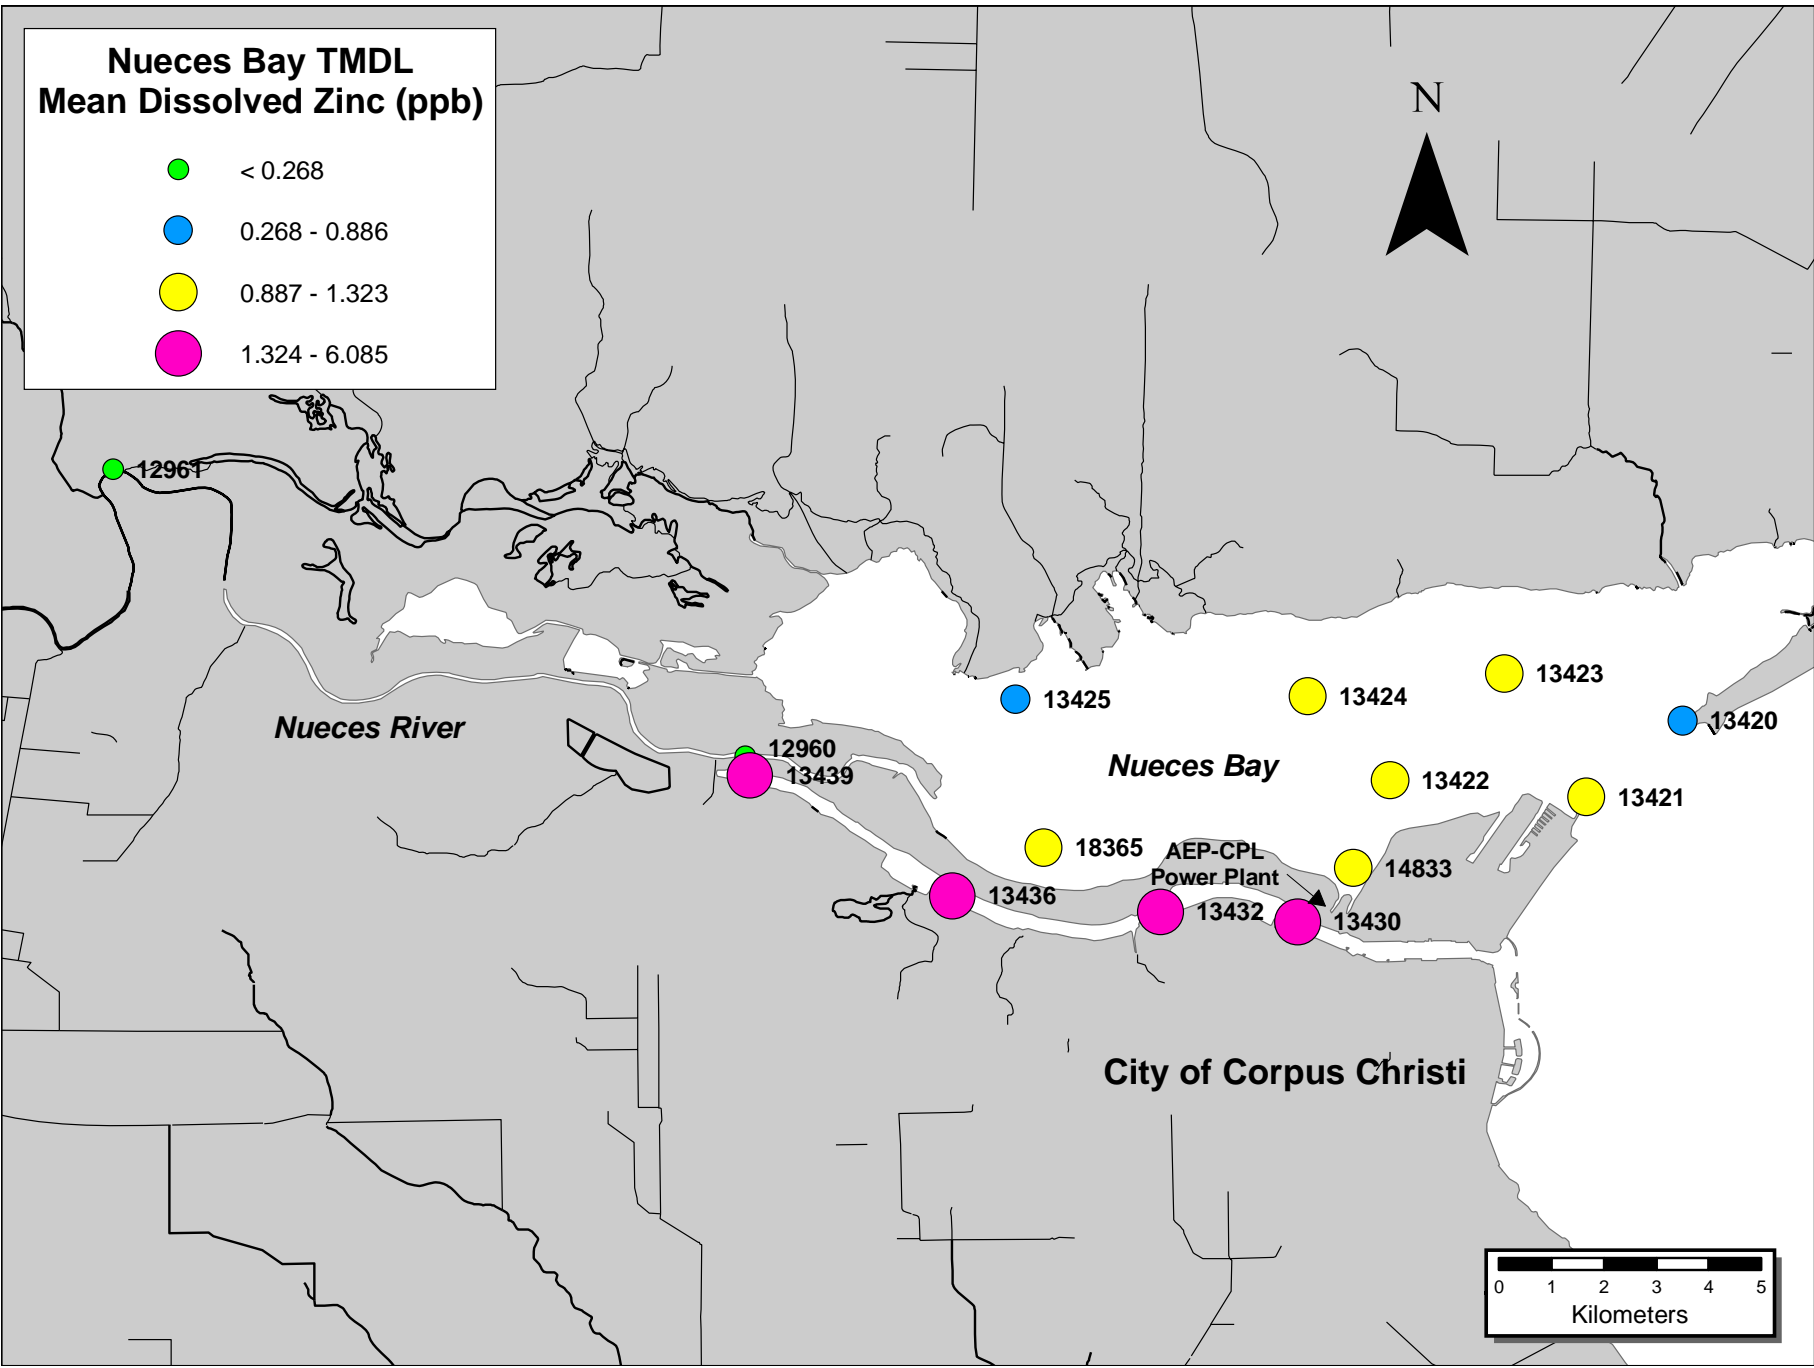 Nueces Bay TMDL
Mean Dissolved Zinc (ppb)
< 0.268
0.268 - 0.886
0.887 - 1.323
1.324 - 6.085
N
12961
13425
13424
13423
13420
Nueces River
12960
13439
Nueces Bay
13422
13421
18365
AEP-CPL
Power Plant
14833
13436
13432
13430
City of Corpus Christi
0 1 2 3 4 5
Kilometers